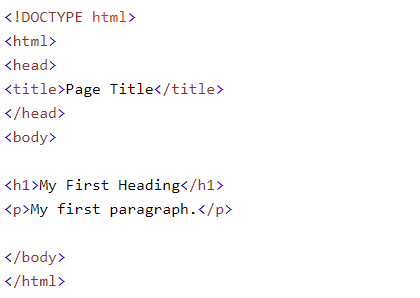 <!DOCTYPE html>
<html>
<head>
<title>Page Title</title>
</head>
<body>
<h1>My First Heading</h1>
<p>My first paragraph.</p>
</body>
</html>